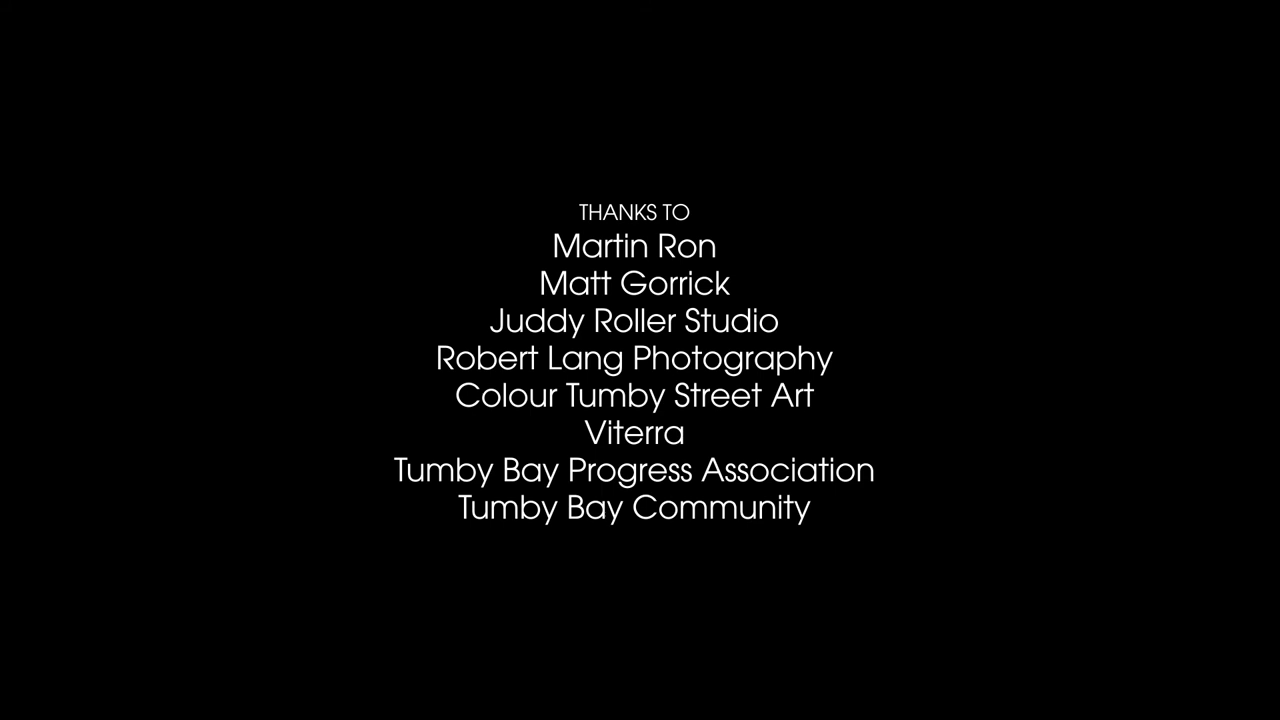 THANKS TO
Martin Ron
Matt Gorrick
Juddy Roller Studio
Robert Lang Photography
Colour Tumby Street Art
Viterra
Tumby Bay Progress Association
Tumby Bay Community